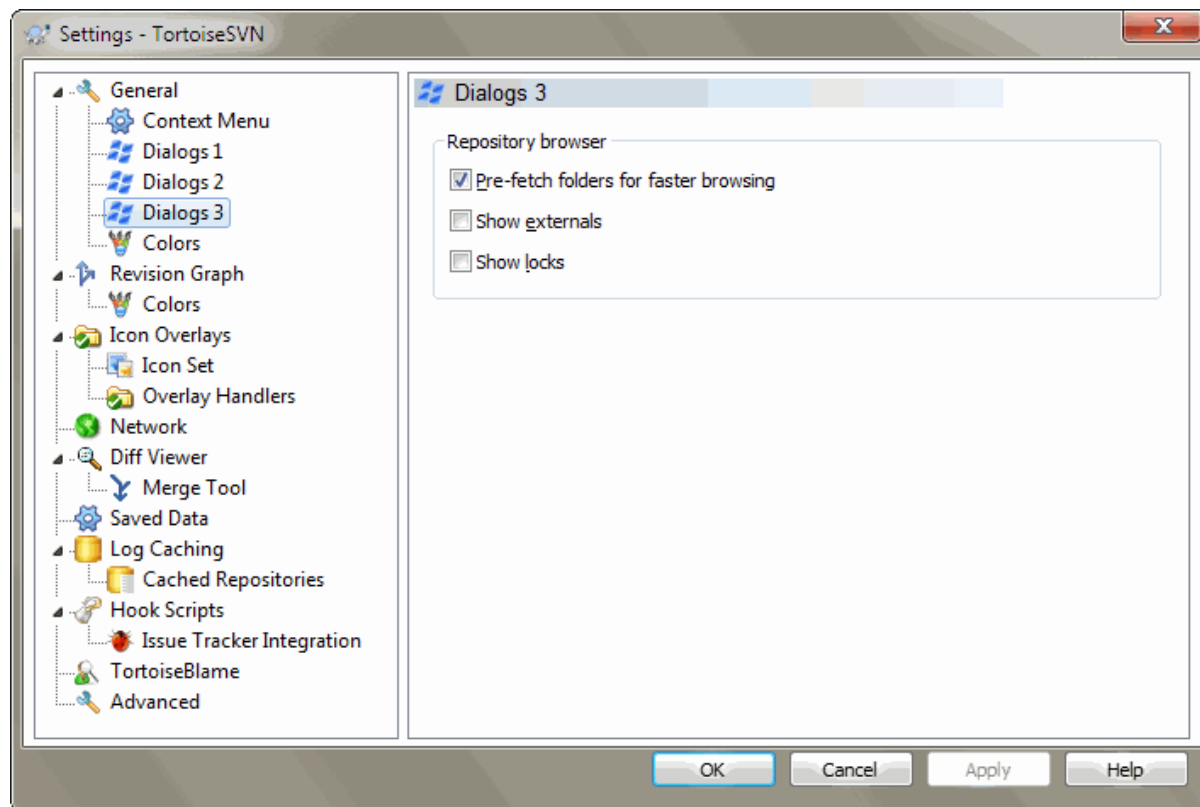 Settings - TortoiseSVN
General
Context Menu
Dialogs 1
Dialogs 2
Dialogs 3
Colors
Revision Graph
Colors
Icon Overlays
Icon Set
Overlay Handlers
Network
Diff Viewer
Merge Tool
Saved Data
Log Caching
Cached Repositories
Hook Scripts
Issue Tracker Integration
TortoiseBlame
Advanced
Dialogs 3
Repository browser
Pre-fetch folders for faster browsing
Show externals
Show locks
OK Cancel Apply Help